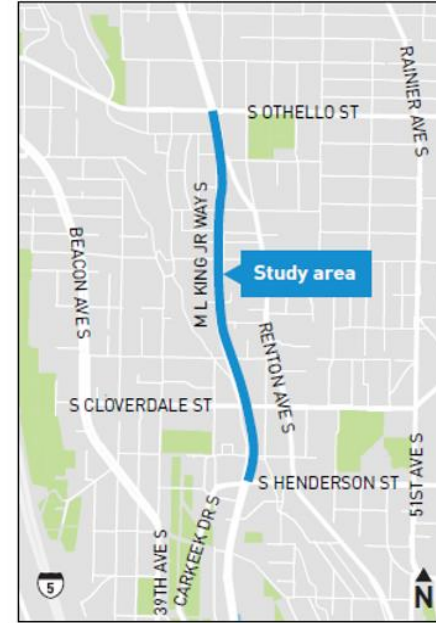 S OTHELLO ST
RAINIER AVE S
M L KING JR WAY S
BEACON AVE S
Study area
RENTON AVE S
S CLOVERDALE ST
S HENDERSON ST
51ST AVE S
CARKEEK DR S
39TH AVE S
5
N